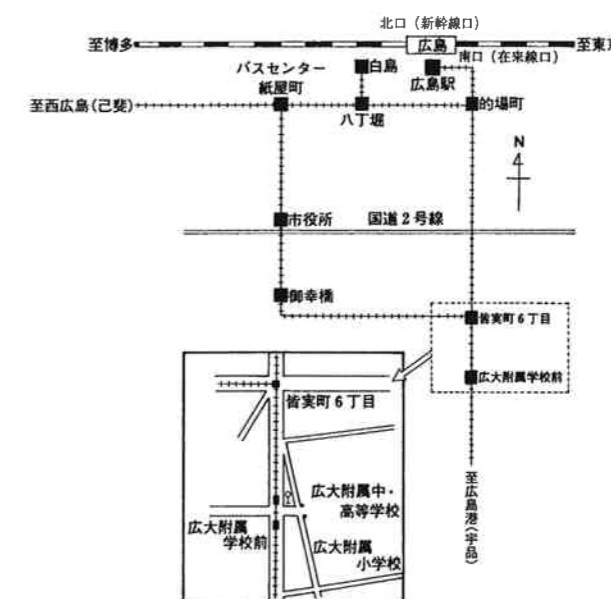 北口（新幹線口）
至博多
広島
至東京
南口（在来線口）
バスセンター
白島
広島駅
紙屋町
至西広島（己斐）
八丁堀
的場町
N
市役所
国道2号線
御幸橋
皆実町6丁目
広大附属学校前
至広島港（宇品）
皆実町6丁目
広大附属中・
高等学校
広大附属
学校前
広大附属
小学校